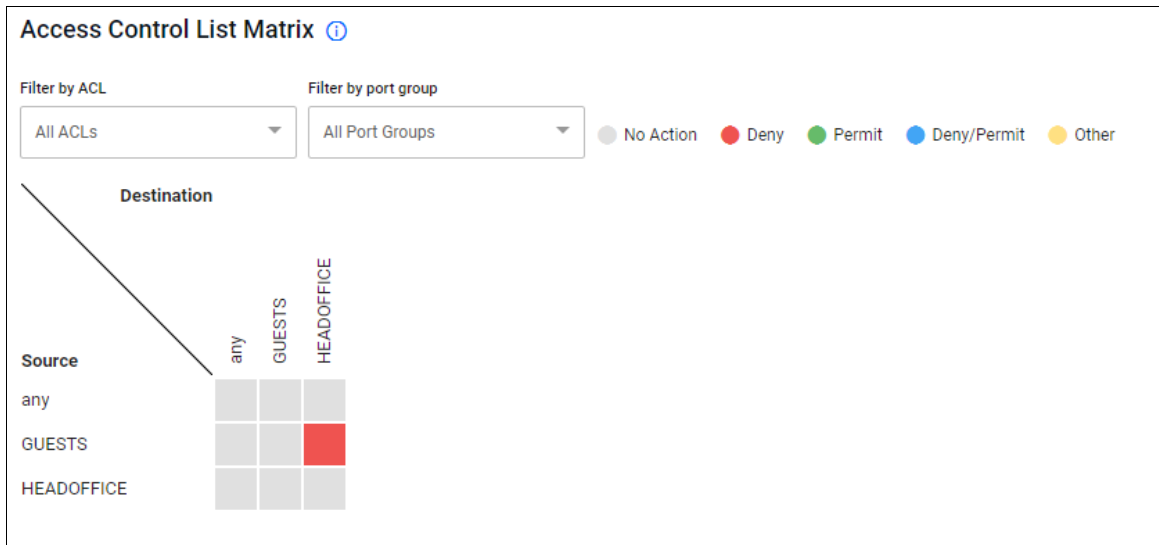 Access Control List Matrix
Filter by ACL
Filter by port group
All ACLs
All Port Groups
No Action
Deny
Permit
Deny/Permit
Other
Destination
any
GUESTS
HEADOFFICE
Source
any
GUESTS
HEADOFFICE